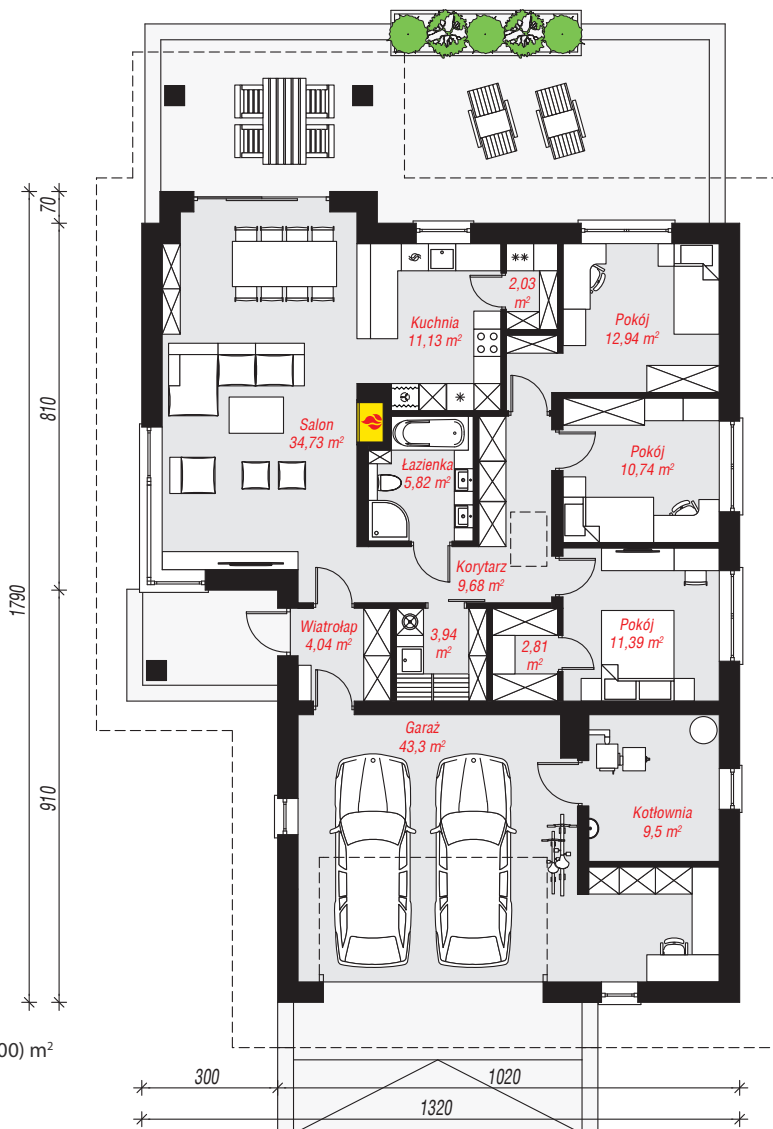 70
810
1790
910
2,03
m²
Kuchnia
11,13 m²
Pokój
12,94 m²
Salon
34,73 m²
Łazienka
5,82 m²
Pokój
10,74 m²
Korytarz
9,68 m²
Wiatrołap
4,04 m²
3,94
m²
2,81
m²
Pokój
11,39 m²
Garaż
43,3 m²
Kotłownia
9,5 m²
00) m²
300
1020
1320